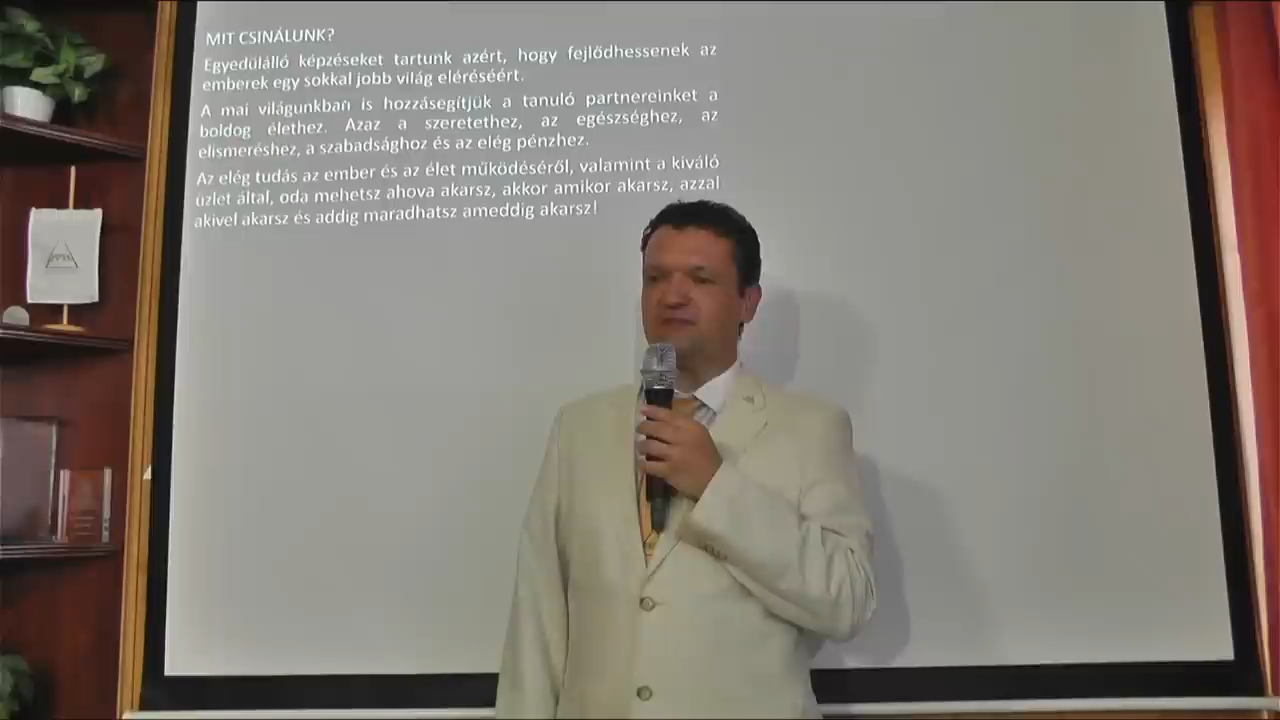 MIT CSINÁLUNK?
Egyedülálló képzéseket tartunk azért, hogy fejlődhessenek az
emberek egy sokkal jobb világ eléréséért.
A mai világunkban is hozzásegítjük a tanuló partnereinket a
boldog élethez. Azaz a szeretethez, az egészséghez, az
elismeréshez, a szabadsághoz és az elég pénzhez.
Az elég tudás az ember és az élet működéséről, valamint a kiváló
üzlet által, oda mehetsz ahova akarsz, akkor amikor akarsz, azzal
akivel akarsz és addig maradhatsz ameddig akarsz!